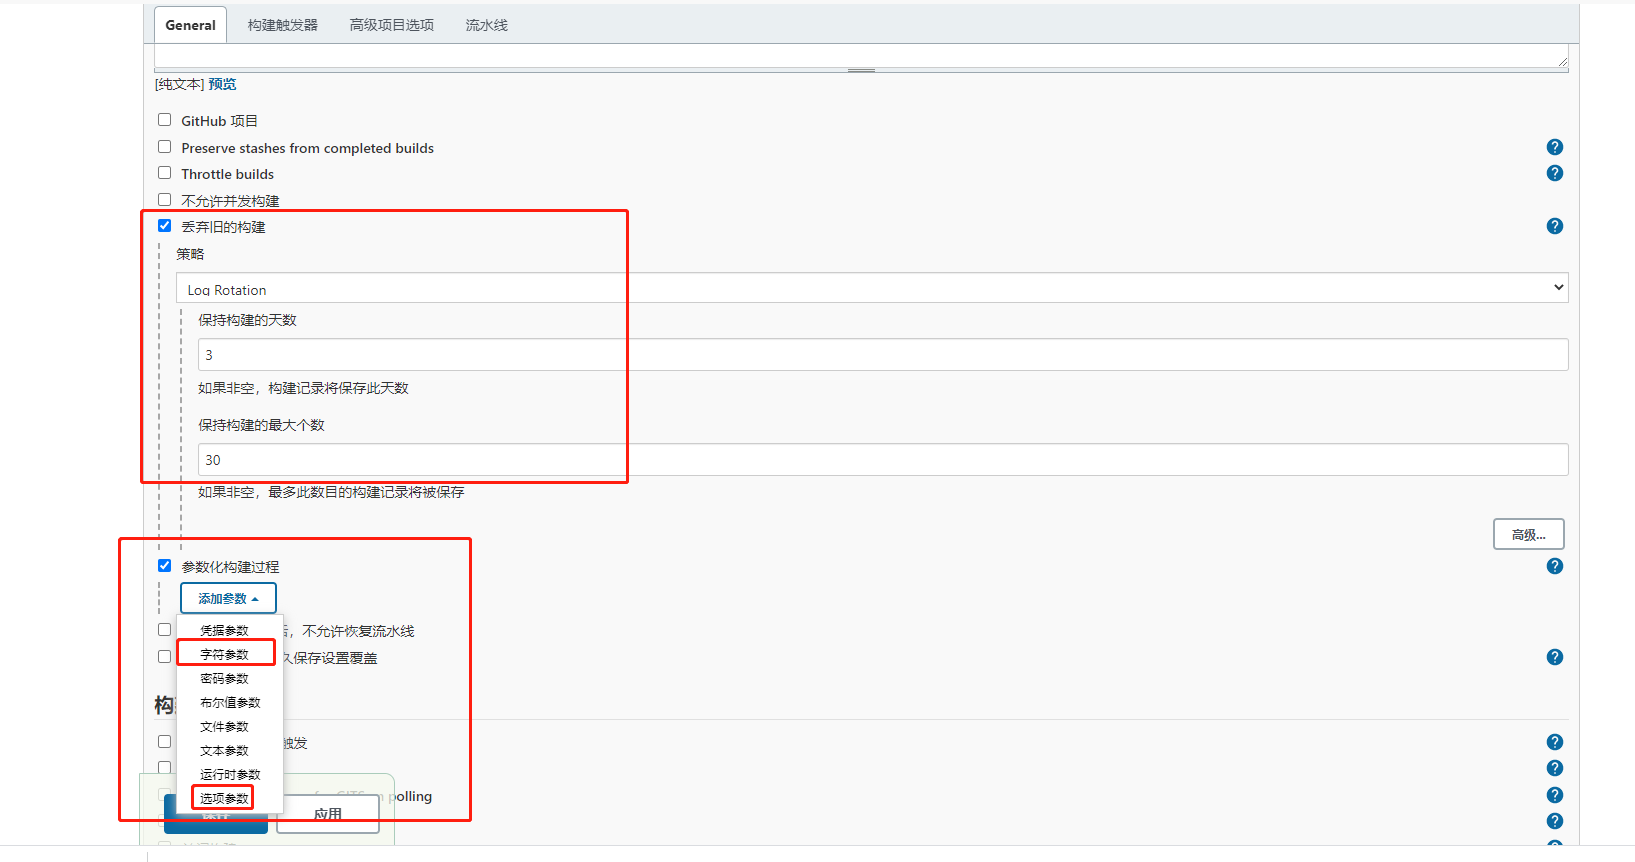 General 构建触发器 高级项目选项 流水线
[纯文本] 预览
GitHub 项目
Preserve stashes from completed builds
Throttle builds
不允许并发构建
丢弃旧的构建
策略
Log Rotation
保持构建的天数
3
如果非空，构建记录将保存此天数
保持构建的最大个数
30
如果非空，最多此数目的构建记录将被保存
高级...
参数化构建过程
添加参数
凭据参数
，不允许恢复流水线
字符参数
久保存设置覆盖
密码参数
布尔值参数
构
文件参数
文本参数
触发
运行时参数
选项参数
polling
保存
应用